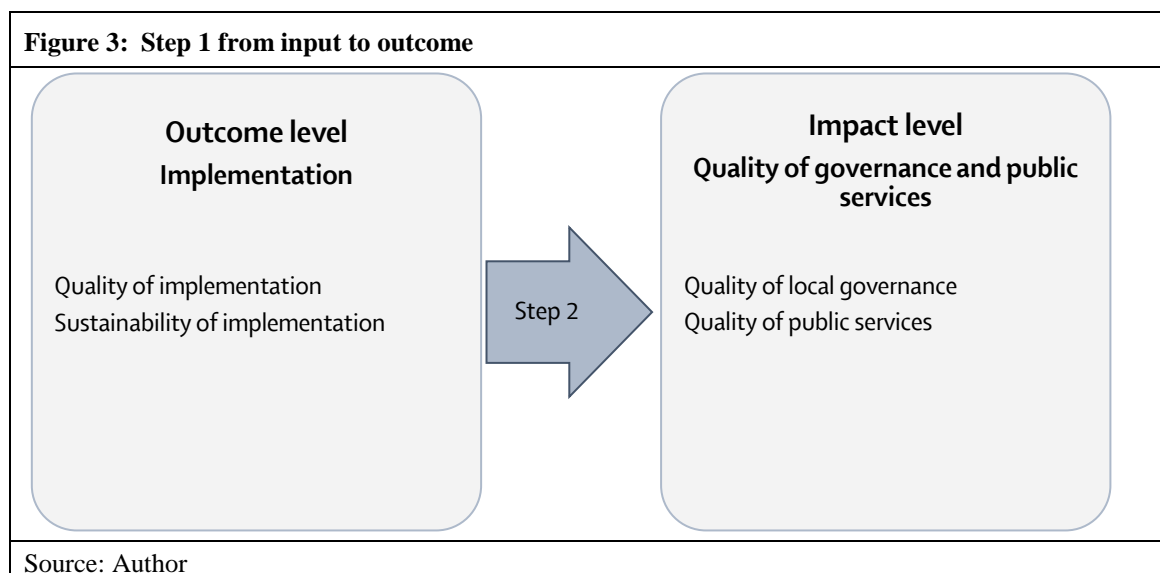 Figure 3: Step 1 from input to outcome
Outcome level
Implementation
Quality of implementation
Sustainability of implementation
Step 2
Impact level
Quality of governance and public
services
Quality of local governance
Quality of public services
Source: Author